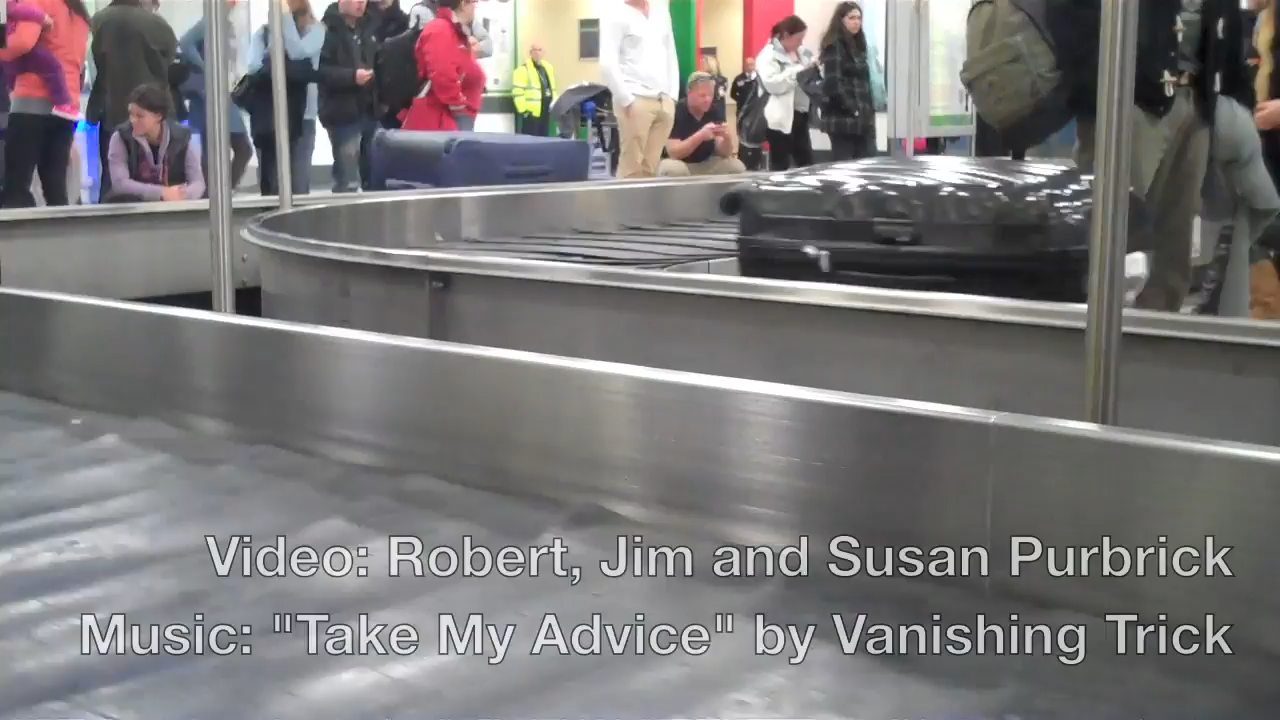 Video: Robert, Jim and Susan Purbrick
Music: "Take My Advice" by Vanishing Trick